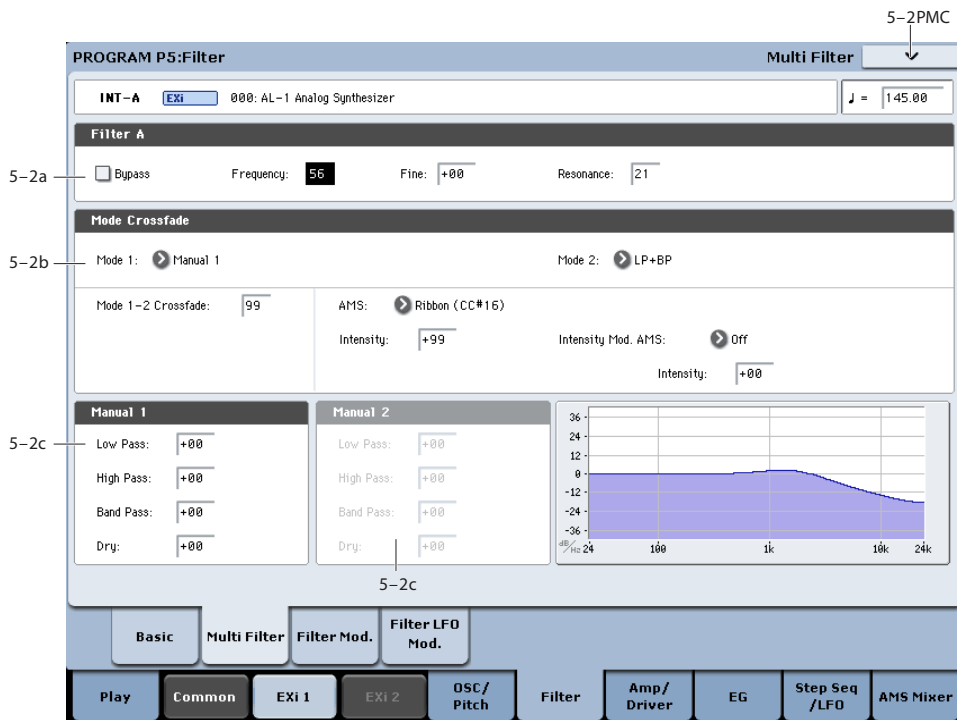 5-2PMC
PROGRAM P5:Filter
Multi Filter
INT-A EXi 000: AL-1 Analog Synthesizer
♩ = 145.00
Filter A
5-2a
Bypass Frequency: 56 Fine: +00 Resonance: 21
Mode Crossfade
5-2b
Mode 1: Manual 1 Mode 2: LP+BP
Mode 1-2 Crossfade: 99 AMS: Ribbon (CC#16)
Intensity: +99 Intensity Mod. AMS: Off
Intensity: +00
Manual 1 Manual 2
5-2c
Low Pass: +00 Low Pass: +00
High Pass: +00 High Pass: +00
Band Pass: +00 Band Pass: +00
Dry: +00 Dry: +00
36
24
12
0
-12
-24
-36
dB/Hz 24 100 1k 10k 24k
5-2c
Basic Multi Filter Filter Mod. Filter LFO Mod.
Play Common EXi 1 EXi 2 OSC/ Pitch Filter Amp/ Driver EG Step Seq /LFO AMS Mixer